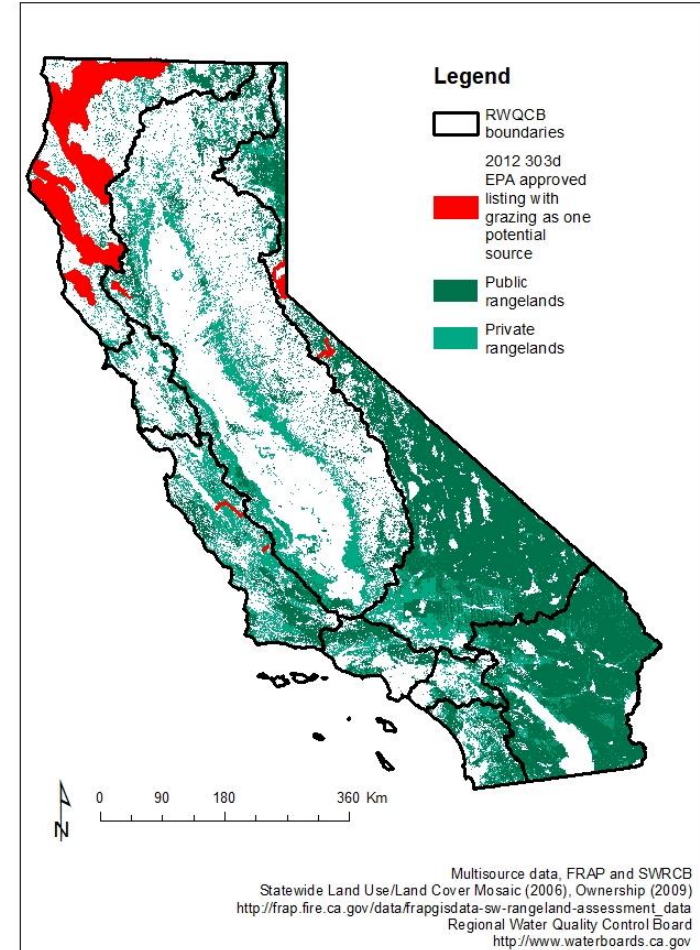 Legend
RWQCB
boundaries
2012 303d
EPA approved
listing with
grazing as one
potential
source
Public
rangelands
Private
rangelands
N
0 90 180 360 Km
Multisource data, FRAP and SWRCB
Statewide Land Use/Land Cover Mosaic (2006), Ownership (2009)
http://frap.fire.ca.gov/data/frapgisdata-sw-rangeland-assessment_data
Regional Water Quality Control Board
http://www.waterboards.ca.gov